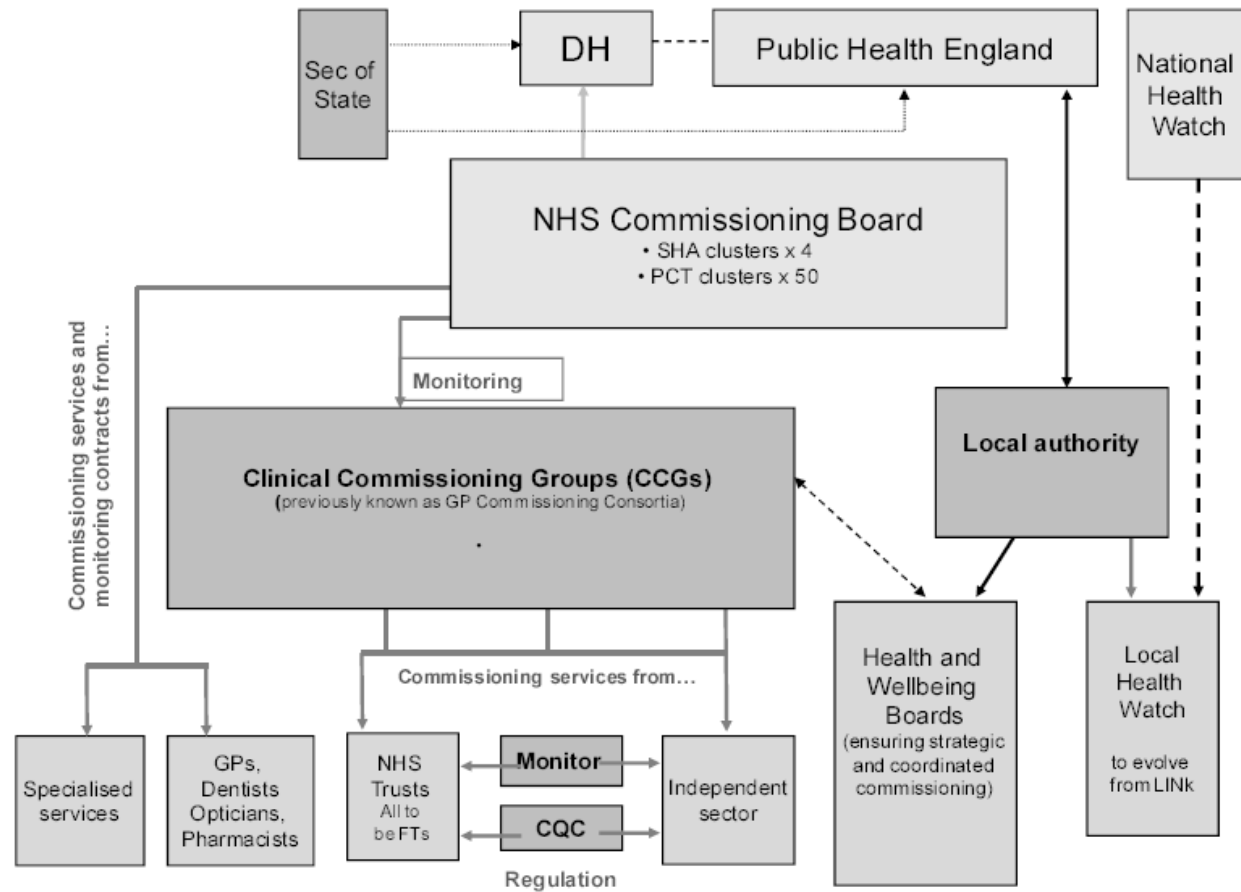 Sec of
State
DH
Public Health England
National
Health
Watch
NHS Commissioning Board
• SHA clusters x 4
• PCT clusters x 50
Commissioning services and
monitoring contracts from…
Monitoring
Clinical Commissioning Groups (CCGs)
(previously known as GP Commissioning Consortia)
.
Local authority
Commissioning services from…
Specialised
services
GPs,
Dentists
Opticians,
Pharmacists
NHS
Trusts
All to
be FTs
Monitor
CQC
Regulation
Independent
sector
Health and
Wellbeing
Boards
(ensuring strategic
and coordinated
commissioning)
Local
Health
Watch
to evolve
from LINk